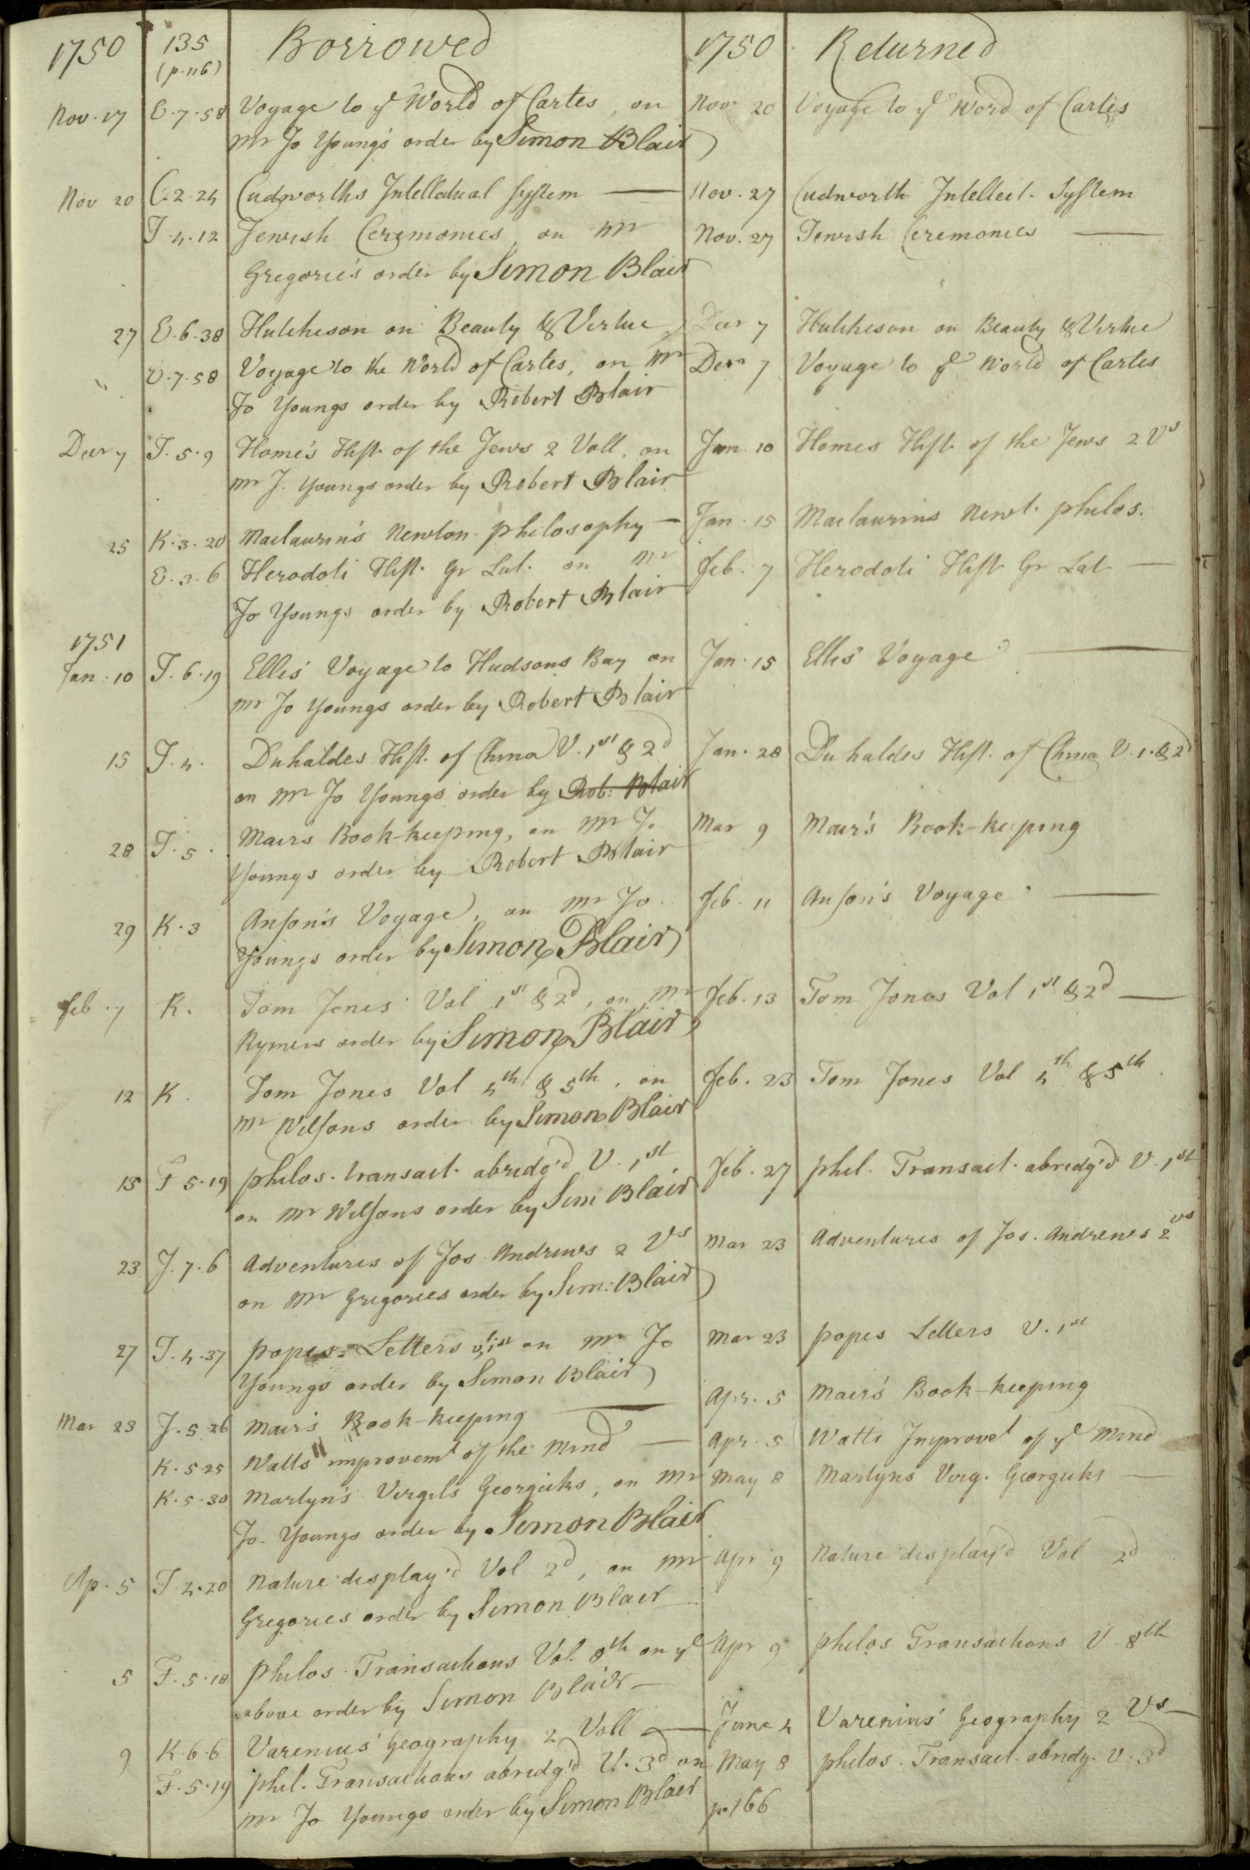 1750 135 Borrowed 1750 Returned
(p. 116)
Nov. 17 E.7.58 Voyage to ye World of Cartes, on Nov. 20 Voyage to ye Word of Cartes
Mr Jo Young's order by Simon Blair
Nov 20 C.2.24 Cudworths Intellectual System Nov. 27 Cudworth Intellect. System
J.4.12 Jewish Ceremonies, on Mr Nov. 27 Jewish Ceremonies
Gregorie's order by Simon Blair
27 E.6.38 Hutcheson on Beauty & Virtue Decr 7 Hutcheson on Beauty & Virtue
" E.7.58 Voyage to the World of Cartes, on Mr Decr 7 Voyage to ye World of Cartes
Jo Youngs order by Robert Blair
Decr 7 J.5.9 Home's Hist. of the Jews 2 Voll. on Jan. 10 Homes Hist. of the Jews 2 Vs
Mr J. Youngs order by Robert Blair
25 K.3.20 Maclaurin's Newton. philosophy Jan. 15 Maclaurins Newt. philos.
E.3.6 Herodoti Hist. Gr Lat. on Mr Feb. 7 Herodoti Hist. Gr Lat
Jo Youngs order by Robert Blair
1751
Jan. 10 J.6.19 Ellis' Voyage to Hudsons Bay on Jan. 15 Ellis' Voyage
Mr Jo Youngs order by Robert Blair
15 J.4. Duhaldes Hist. of China V. 1st & 2d Jan. 28 Du haldes Hist. of China V. 1. & 2d
on Mr Jo Youngs order by Rob: Blair
28 J.5. Mairs Book-keeping, on Mr J. Mar 9 Mair's Book-keeping
Youngs order by Robert Blair
29 K.3 Anson's Voyage, on Mr Jo. Feb. 11 Anson's Voyage
Youngs order by Simon Blair
Feb. 7 K. Tom Jones Vol 1st & 2d, on Mr Feb. 13 Tom Jones Vol 1st & 2d
Rymers order by Simon Blair
12 K. Tom Jones Vol 4th & 5th, on Feb. 23 Tom Jones Vol 4th & 5th
Mr Wilsons order by Simon Blair
15 F 5.19 philos. transact. abridg'd V. 1st Feb. 27 phil. Transact. abridg'd V. 1st
on Mr Wilsons order by Sim Blair
23 J.7.6 Adventures of Jos Andrews 2 Vs Mar 23 Adventures of Jos. Andrews 2 vs
on Mr Gregories order by Sim: Blair
27 J.4.37 popes Letters v. 1st on Mr Jo Mar 23 popes Letters v. 1st
Youngs order by Simon Blair
Mar 23 J.5.26 Mair's Book-keeping Apr. 5 Mair's Book-keeping
K.5.25 Watts improvemt of the Mind Apr. 5 Watts Improvet of ye Mind
K.5.30 Martyn's Virgils Georgicks, on Mr May 8 Martyns Virg. Georgicks
Jo. Youngs order by Simon Blair
Ap. 5 J.4.20 Nature display'd Vol 2d, on Mr Apr 9 Nature display'd Vol 2d
Gregories order by Simon Blair
5 F.5.18 philos. Transactions Vol. 8th on ye Apr 9 philos Transactions V. 8th
above order by Simon Blair
9 K.6.6 Varenius' Geography 2 Voll June 4 Varenius' Geography 2 Vs
F.5.19 phil. Transactions abridg'd V. 3d on May 8 philos. Transact. abridg. V. 3d
Mr Jo Youngs order by Simon Blair p. 166